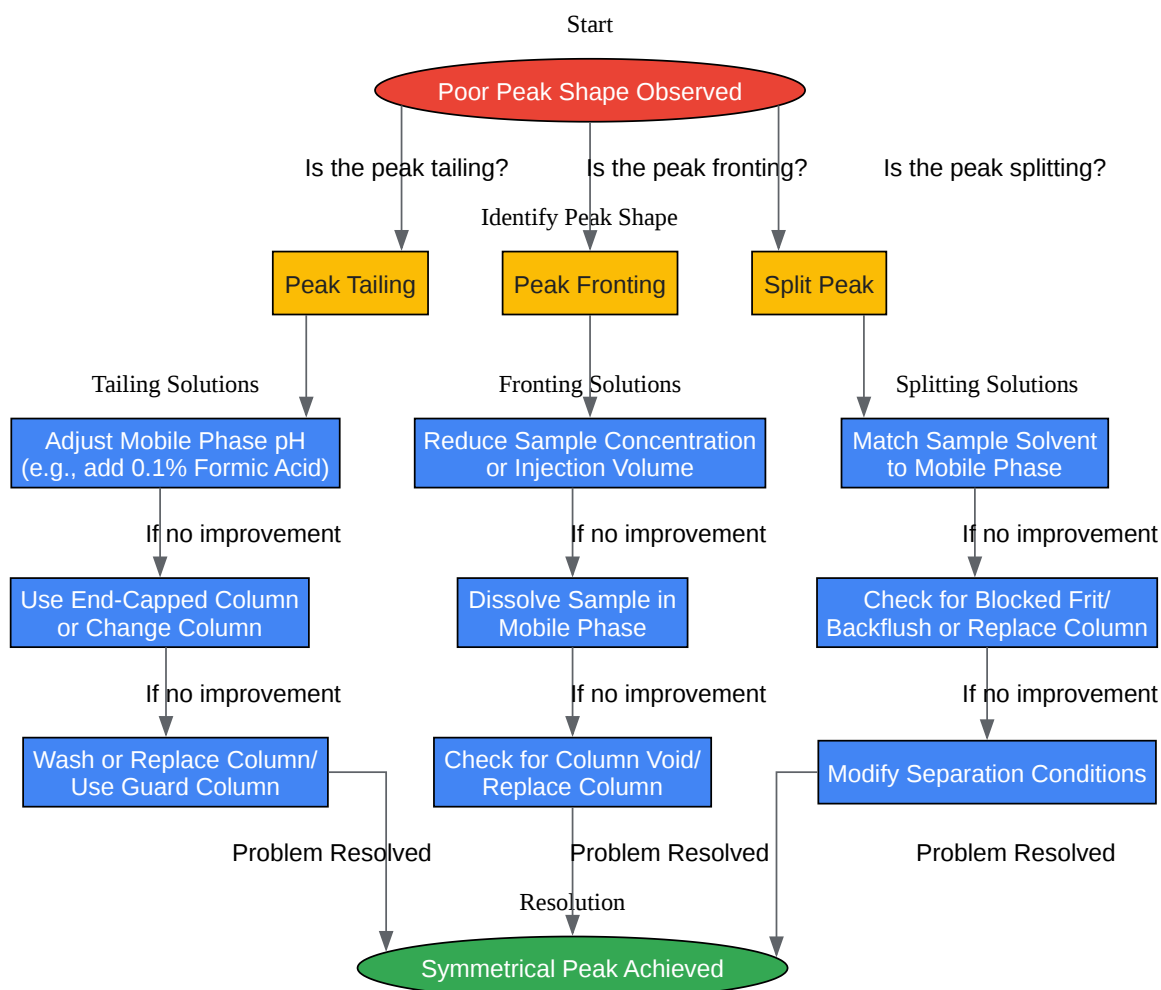 Start
Poor Peak Shape Observed
Is the peak tailing?
Is the peak fronting?
Is the peak splitting?
Identify Peak Shape
Peak Tailing
Peak Fronting
Split Peak
Tailing Solutions
Fronting Solutions
Splitting Solutions
Adjust Mobile Phase pH
(e.g., add 0.1% Formic Acid)
Reduce Sample Concentration
or Injection Volume
Match Sample Solvent
to Mobile Phase
If no improvement
If no improvement
If no improvement
Use End-Capped Column
or Change Column
Dissolve Sample in
Mobile Phase
Check for Blocked Frit/
Backflush or Replace Column
If no improvement
If no improvement
If no improvement
Wash or Replace Column/
Use Guard Column
Check for Column Void/
Replace Column
Modify Separation Conditions
Problem Resolved
Problem Resolved
Problem Resolved
Resolution
Symmetrical Peak Achieved